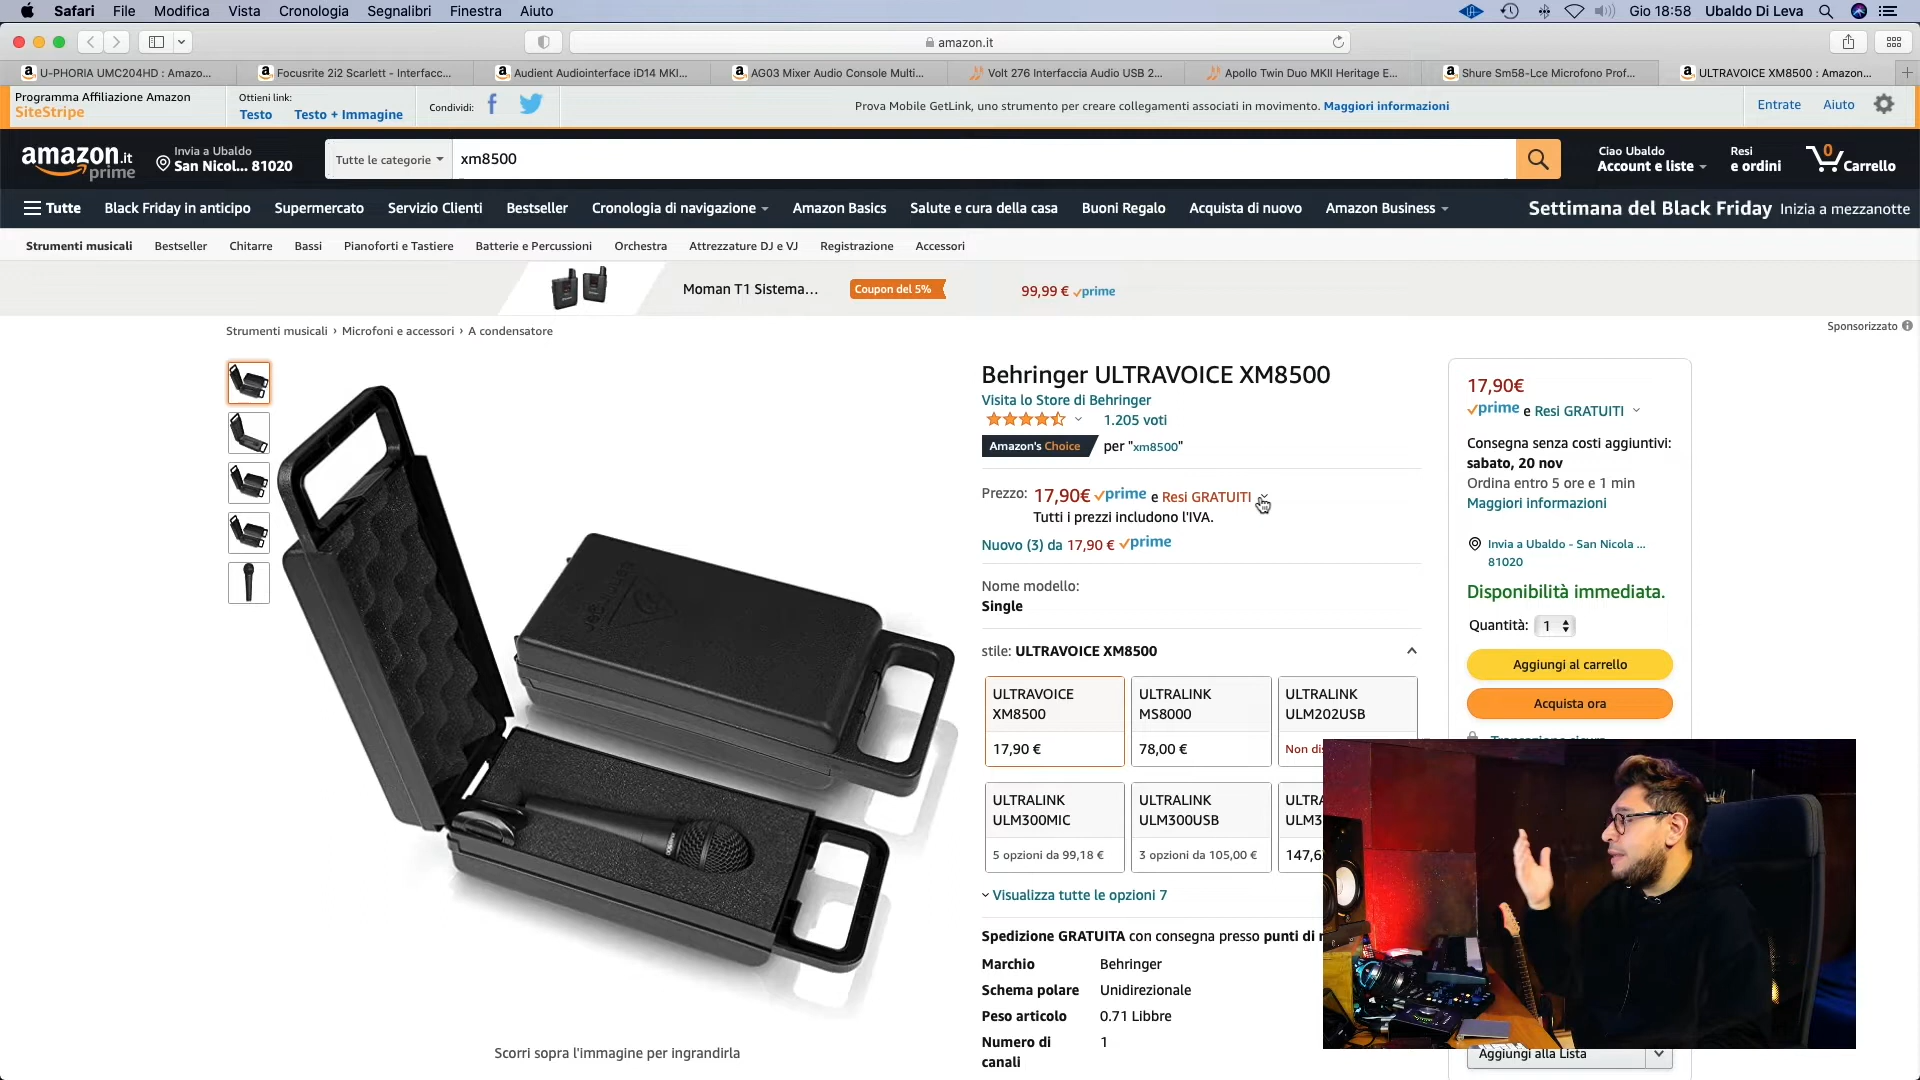 Safari File Modifica Vista Cronologia Segnalibri Finestra Aiuto Gio 18:58 Ubaldo Di Leva
amazon.it
U-PHORIA UMC204HD : Amazo... Focusrite 2i2 Scarlett - Interfacc... Audient Audiointerface iD14 MKI... AG03 Mixer Audio Console Multi... Volt 276 Interfaccia Audio USB 2... Apollo Twin Duo MKII Heritage E... Shure Sm58-Lce Microfono Prof... ULTRAVOICE XM8500 : Amazon...
Programma Affiliazione Amazon
SiteStripe
Ottieni link:
Testo Testo + Immagine
Condividi:
Prova Mobile GetLink, uno strumento per creare collegamenti associati in movimento. Maggiori informazioni
Entrate Aiuto
amazon.it
prime
Invia a Ubaldo
San Nicol... 81020
Tutte le categorie xm8500
Ciao Ubaldo
Account e liste
Resi
e ordini
0
Carrello
Tutte Black Friday in anticipo Supermercato Servizio Clienti Bestseller Cronologia di navigazione Amazon Basics Salute e cura della casa Buoni Regalo Acquista di nuovo Amazon Business Settimana del Black Friday Inizia a mezzanotte
Strumenti musicali Bestseller Chitarre Bassi Pianoforti e Tastiere Batterie e Percussioni Orchestra Attrezzature DJ e VJ Registrazione Accessori
Moman T1 Sistema... Coupon del 5% 99,99 € prime
Sponsorizzato
Strumenti musicali › Microfoni e accessori › A condensatore
Behringer ULTRAVOICE XM8500
Visita lo Store di Behringer
1.205 voti
Amazon's Choice per "xm8500"
Prezzo: 17,90€ prime e Resi GRATUITI
Tutti i prezzi includono l'IVA.
Nuovo (3) da 17,90 € prime
Nome modello:
Single
stile: ULTRAVOICE XM8500
ULTRAVOICE
XM8500
17,90 €
ULTRALINK
MS8000
78,00 €
ULTRALINK
ULM202USB
Non di
ULTRALINK
ULM300MIC
5 opzioni da 99,18 €
ULTRALINK
ULM300USB
3 opzioni da 105,00 €
ULTRA
ULM3
147,6
Visualizza tutte le opzioni 7
Spedizione GRATUITA con consegna presso punti di
Marchio Behringer
Schema polare Unidirezionale
Peso articolo 0.71 Libbre
Numero di
canali
1
Scorri sopra l'immagine per ingrandirla
17,90€
prime e Resi GRATUITI
Consegna senza costi aggiuntivi:
sabato, 20 nov
Ordina entro 5 ore e 1 min
Maggiori informazioni
Invia a Ubaldo - San Nicola ...
81020
Disponibilità immediata.
Quantità: 1
Aggiungi al carrello
Acquista ora
Aggiungi alla Lista